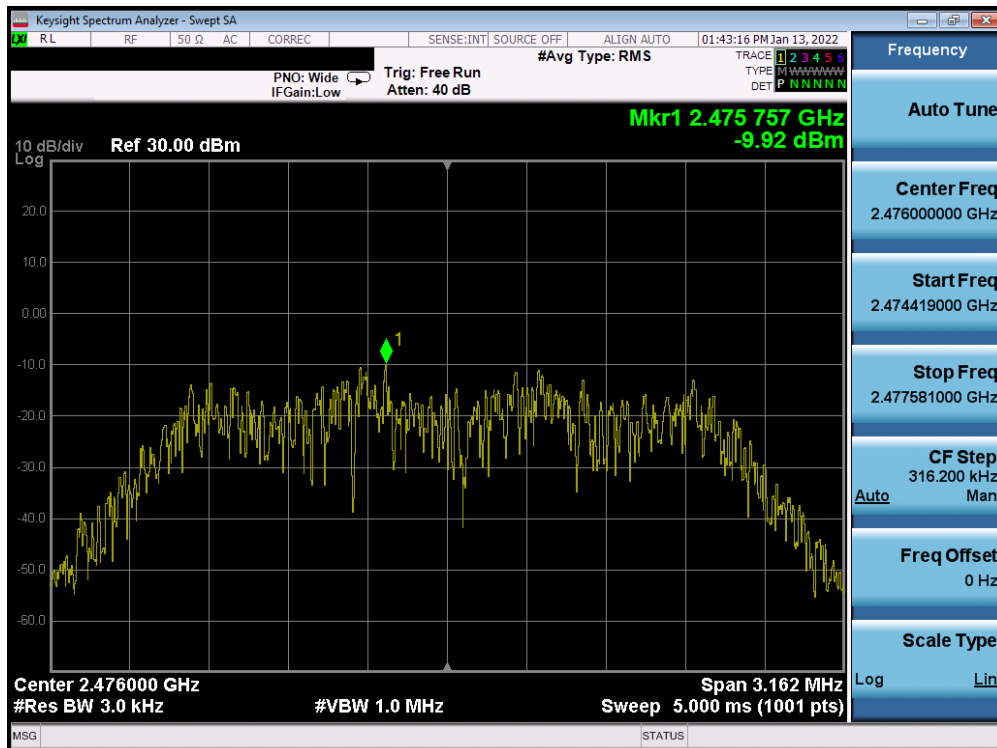 Keysight Spectrum Analyzer - Swept SA
LXI RL RF 50 Ω AC CORREC SENSE:INT SOURCE OFF ALIGN AUTO 01:43:16 PM Jan 13, 2022
#Avg Type: RMS
TRACE 1 2 3 4 5 6
PNO: Wide Trig: Free Run TYPE M WWWWW
IFGain:Low Atten: 40 dB DET P N N N N N
Mkr1 2.475 757 GHz
-9.92 dBm
10 dB/div Ref 30.00 dBm
Log
20.0
10.0
0.00
1
-10.0
-20.0
-30.0
-40.0
-50.0
-60.0
Center 2.476000 GHz Span 3.162 MHz
#Res BW 3.0 kHz #VBW 1.0 MHz Sweep 5.000 ms (1001 pts)
MSG STATUS
Frequency
Auto Tune
Center Freq
2.476000000 GHz
Start Freq
2.474419000 GHz
Stop Freq
2.477581000 GHz
CF Step
316.200 kHz
Auto Man
Freq Offset
0 Hz
Scale Type
Log Lin